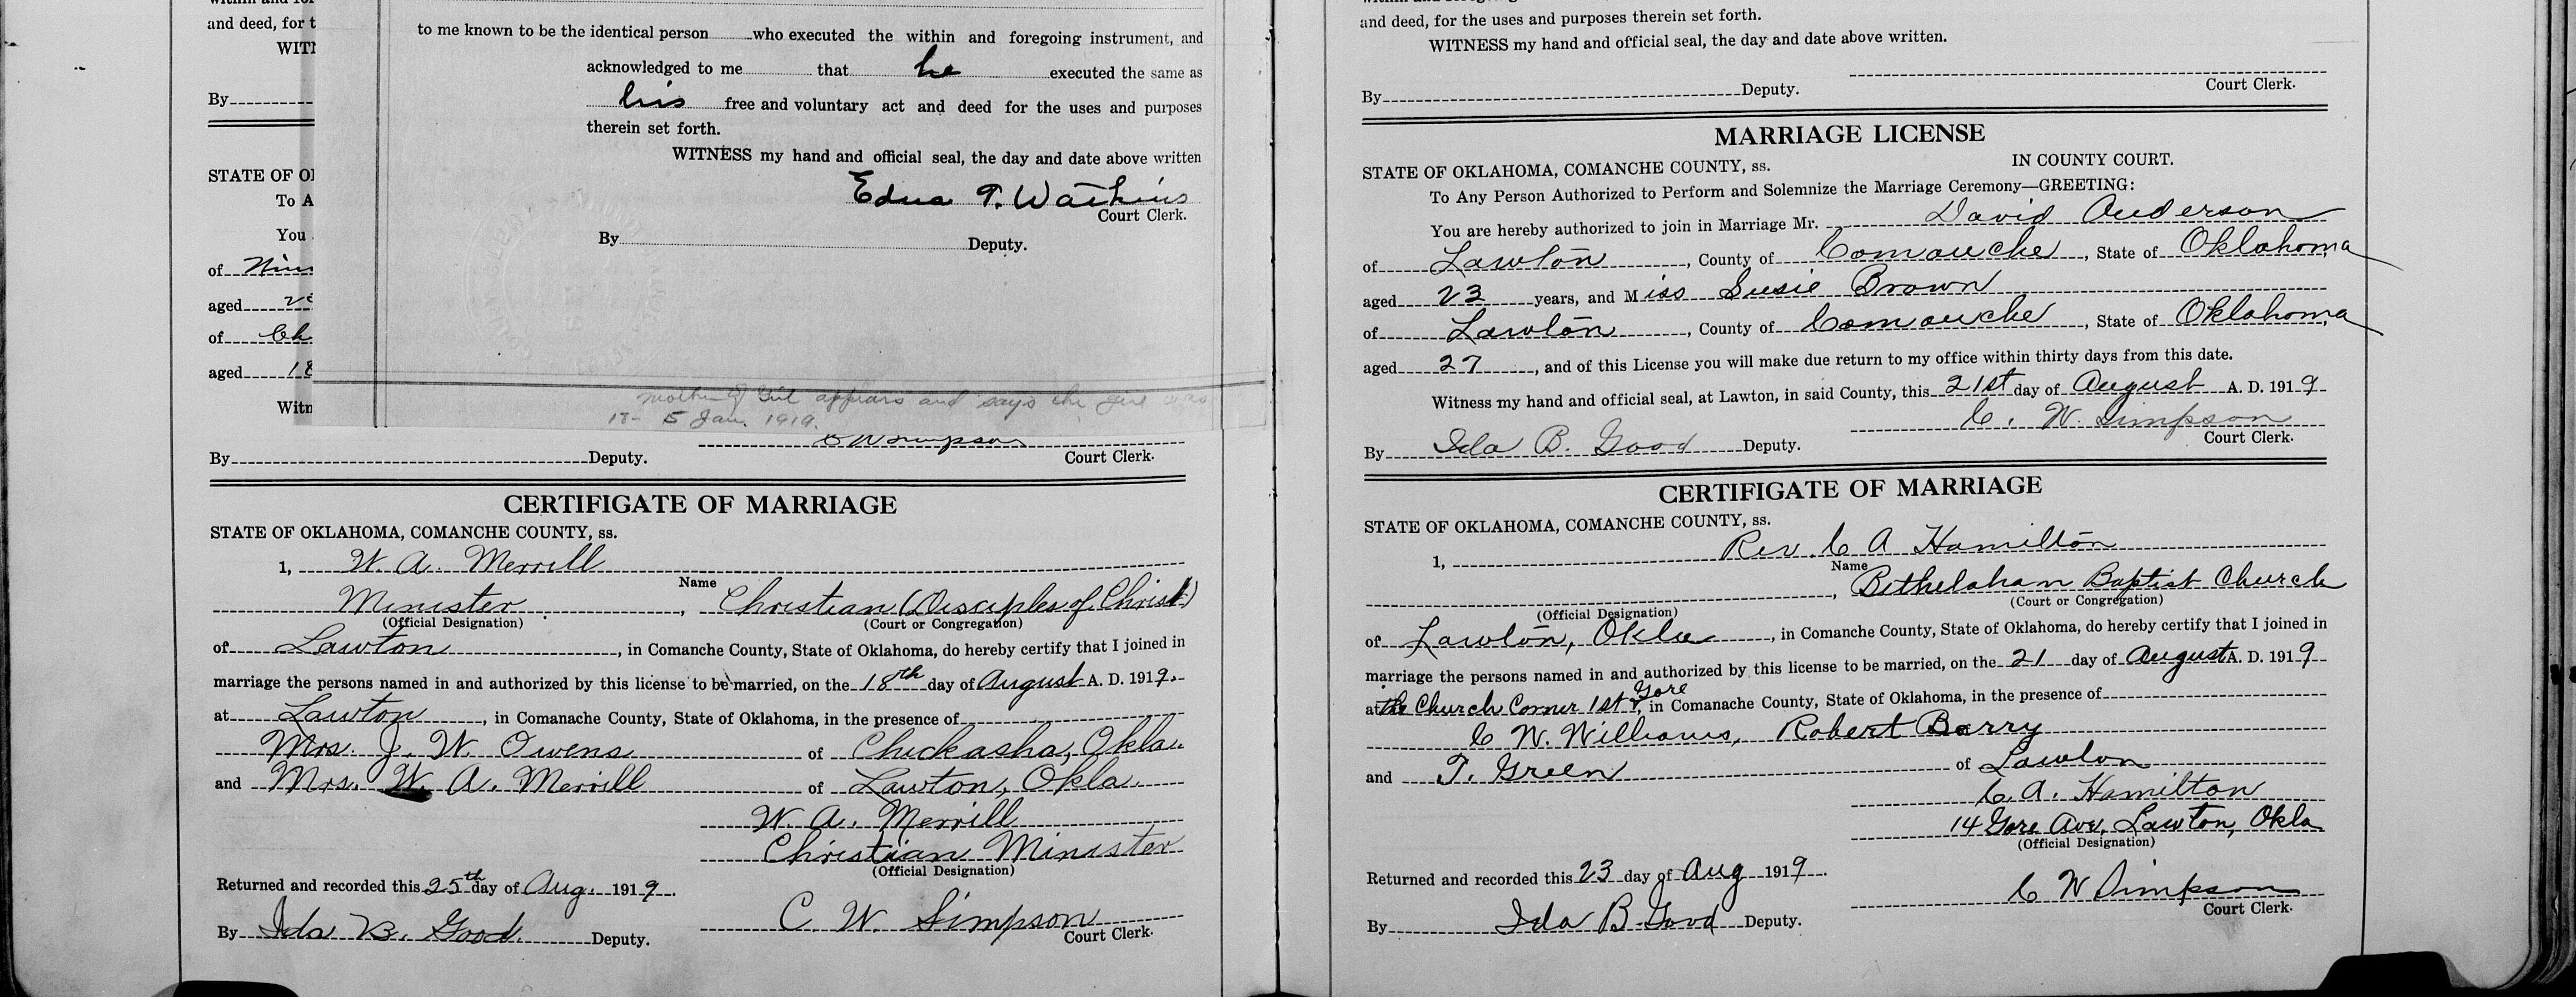 and deed, for t
WITN
By
STATE OF OK
To A
You
of
aged
of Ch
aged 18
Witn
to me known to be the identical person who executed the within and foregoing instrument, and
acknowledged to me that he executed the same as
his free and voluntary act and deed for the uses and purposes
therein set forth.
WITNESS my hand and official seal, the day and date above written
Edna T. Watkins
Court Clerk.
By Deputy.
mother of Girl appears and says the girl was
18- 5 Jan. 1919.
C W Simpson
By Deputy. Court Clerk.
CERTIFIGATE OF MARRIAGE
STATE OF OKLAHOMA, COMANCHE COUNTY, ss.
1, W. A. Merrill
Name
Minister, Christian (Disciples of Christ)
(Official Designation) (Court or Congregation)
of Lawton, in Comanche County, State of Oklahoma, do hereby certify that I joined in
marriage the persons named in and authorized by this license to be married, on the 18th day of August A. D. 1919.
at Lawton, in Comanache County, State of Oklahoma, in the presence of
Mrs. J. W. Owens of Chickasha, Okla.
and Mrs. W. A. Merrill of Lawton, Okla.
W. A. Merrill
Christian Minister
(Official Designation)
Returned and recorded this 25th day of Aug. 1919.
C. W. Simpson
By Ida B. Good Deputy. Court Clerk.
and deed, for the uses and purposes therein set forth.
WITNESS my hand and official seal, the day and date above written.
By Deputy. Court Clerk.
MARRIAGE LICENSE
STATE OF OKLAHOMA, COMANCHE COUNTY, ss. IN COUNTY COURT.
To Any Person Authorized to Perform and Solemnize the Marriage Ceremony—GREETING:
You are hereby authorized to join in Marriage Mr. David Anderson
of Lawton, County of Comanche, State of Oklahoma,
aged 23 years, and Miss Susie Brown
of Lawton, County of Comanche, State of Oklahoma,
aged 27, and of this License you will make due return to my office within thirty days from this date.
Witness my hand and official seal, at Lawton, in said County, this 21st day of August A. D. 1919
C. W. Simpson
By Ida B. Good Deputy. Court Clerk.
CERTIFIGATE OF MARRIAGE
STATE OF OKLAHOMA, COMANCHE COUNTY, ss.
1, Rev. C A Hamilton
Name
, Bethelaham Baptist Church
(Official Designation) (Court or Congregation)
of Lawton, Okla, in Comanche County, State of Oklahoma, do hereby certify that I joined in
marriage the persons named in and authorized by this license to be married, on the 21 day of August A. D. 1919
at the Church Corner 1st & Gore, in Comanache County, State of Oklahoma, in the presence of
C W. Williams, Robert Barry
and T. Green of Lawton
C. A. Hamilton
14 Gore Ave, Lawton, Okla
(Official Designation)
Returned and recorded this 23 day of Aug 1919.
C W Simpson
By Ida B Good Deputy. Court Clerk.